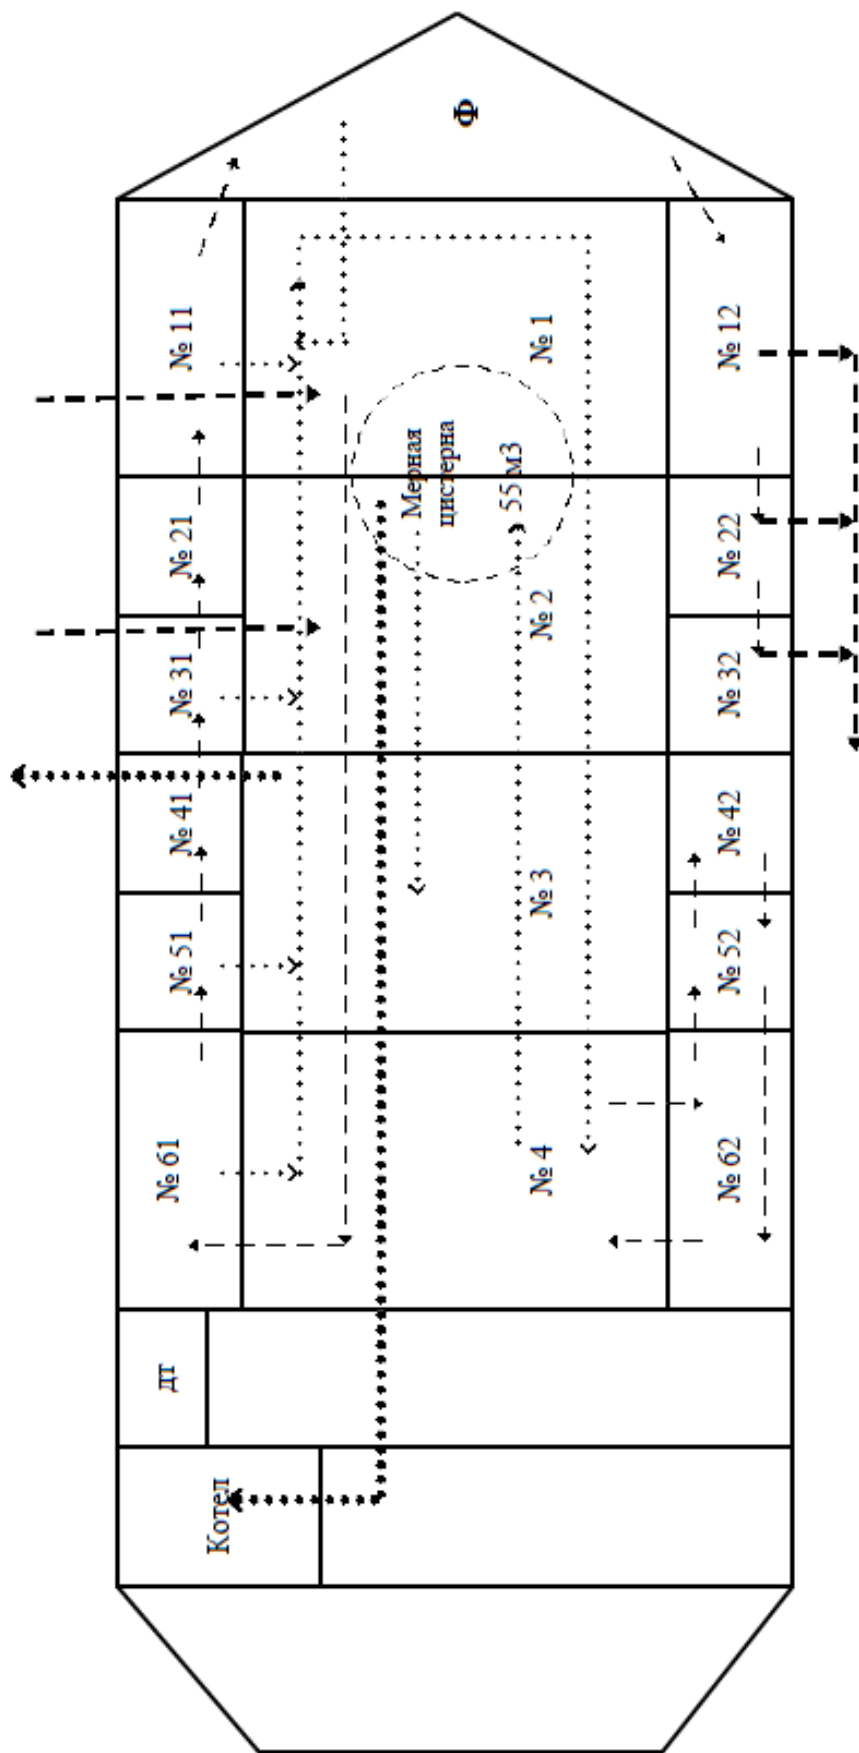 Ф
№ 11
№ 1
№ 12
Мерная
цистерна
55 м3
№ 21
№ 2
№ 22
№ 31
№ 32
№ 41
№ 3
№ 42
№ 51
№ 52
№ 61
№ 4
№ 62
ДТ
Котел